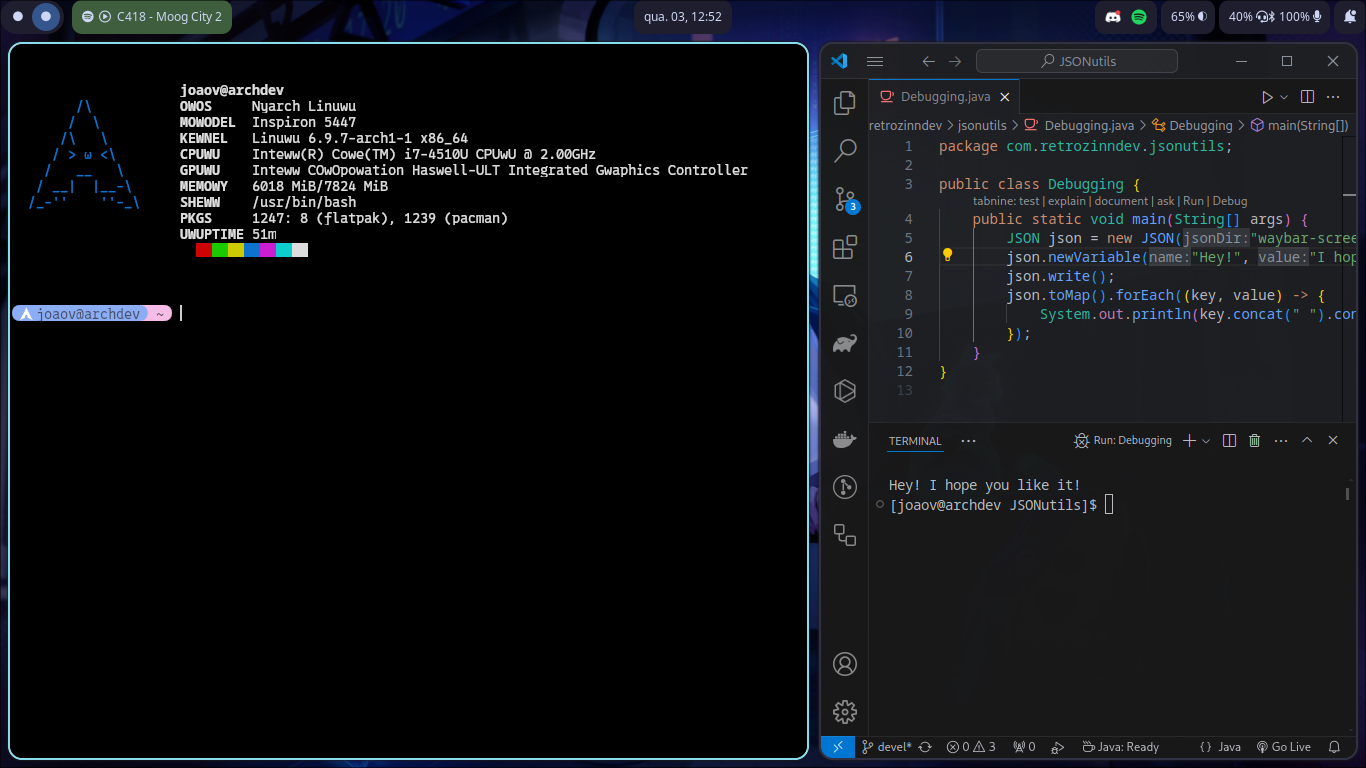 C418 - Moog City 2
qua. 03, 12:52
65%
40% 100%
joaov@archdev
OWOS Nyarch Linuwu
MOWODEL Inspiron 5447
KEWNEL Linuwu 6.9.7-arch1-1 x86_64
CPUWU Inteww(R) Cowe(TM) i7-4510U CPUwU @ 2.00GHz
GPUWU Inteww COwOpowation Haswell-ULT Integrated Gwaphics Controller
MEMOWY 6018 MiB/7824 MiB
SHEWW /usr/bin/bash
PKGS 1247: 8 (flatpak), 1239 (pacman)
UWUPTIME 51m
/\
/  \
/\   \
/ > ω <\
/   __   \
/ __|  |__-\
/_-''    ''-_\
joaov@archdev ~
JSONutils
Debugging.java
retrozinndev > jsonutils > Debugging.java > Debugging > main(String[])
1 package com.retrozinndev.jsonutils;
2
3 public class Debugging {
tabnine: test | explain | document | ask | Run | Debug
4 public static void main(String[] args) {
5 JSON json = new JSON(jsonDir:"waybar-scree
6 json.newVariable(name:"Hey!", value:"I hop
7 json.write();
8 json.toMap().forEach((key, value) -> {
9 System.out.println(key.concat(" ").con
10 });
11 }
12 }
13
3
TERMINAL
Run: Debugging
Hey! I hope you like it!
[joaov@archdev JSONutils]$
devel* 0 3 0 Java: Ready {} Java Go Live